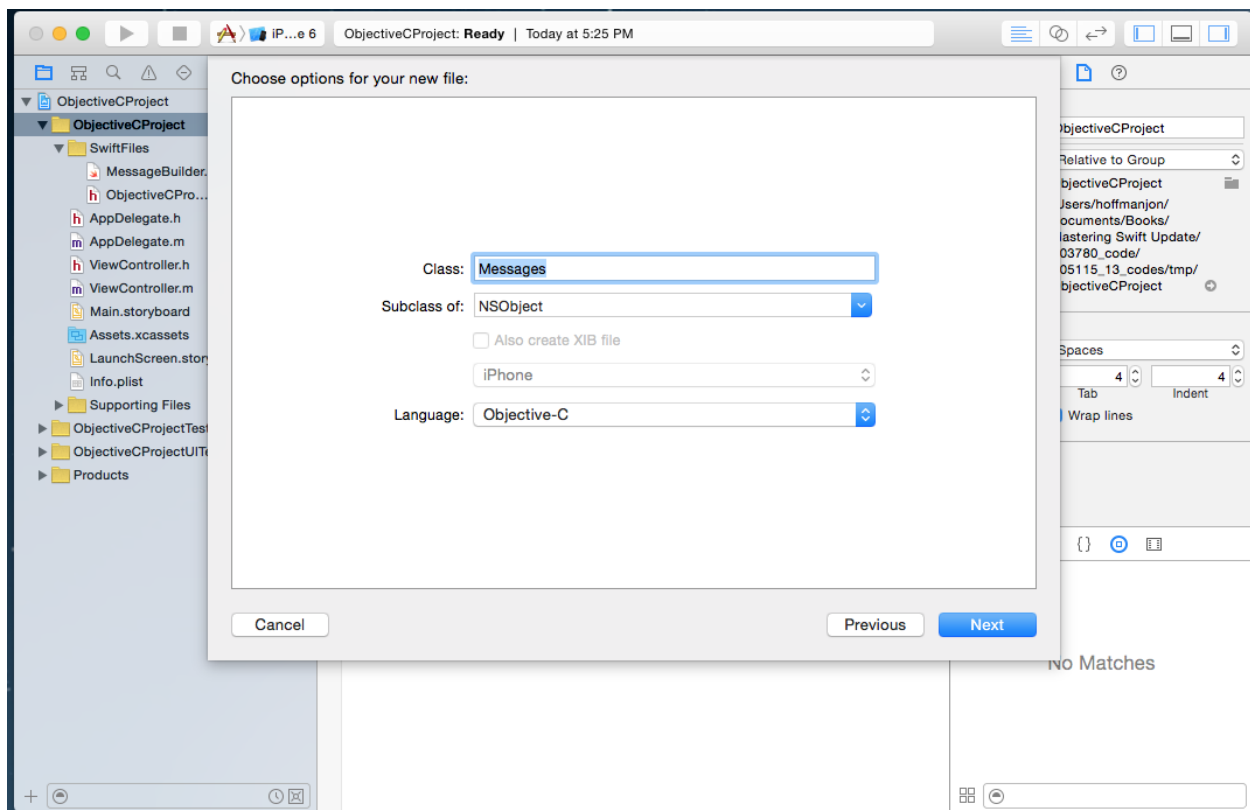 iP...e 6
ObjectiveCProject: Ready | Today at 5:25 PM
Choose options for your new file:
ObjectiveCProject
ObjectiveCProject
SwiftFiles
MessageBuilder.
ObjectiveCPro...
AppDelegate.h
AppDelegate.m
ViewController.h
ViewController.m
Main.storyboard
Assets.xcassets
LaunchScreen.stor
Info.plist
Supporting Files
ObjectiveCProjectTest
ObjectiveCProjectUITe
Products
Class: Messages
Subclass of: NSObject
Also create XIB file
iPhone
Language: Objective-C
Cancel
Previous
Next
ObjectiveCProject
Relative to Group
bjectiveCProject
Users/hoffmanjon/
ocuments/Books/
lastering Swift Update/
03780_code/
05115_13_codes/tmp/
bjectiveCProject
Spaces
4 4
Tab Indent
Wrap lines
{}
No Matches